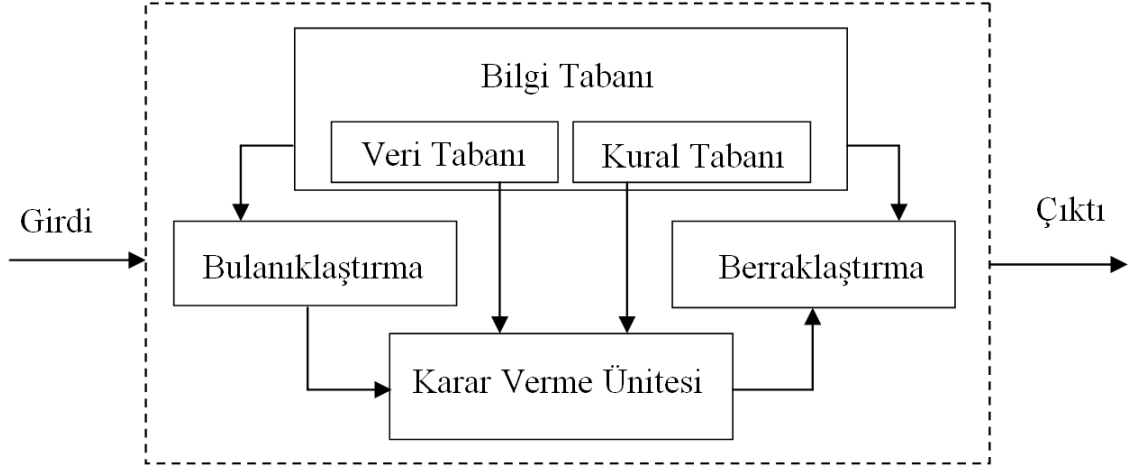 Bilgi Tabanı
Veri Tabanı
Kural Tabanı
Girdi
Çıktı
Bulanıklaştırma
Berraklaştırma
Karar Verme Ünitesi